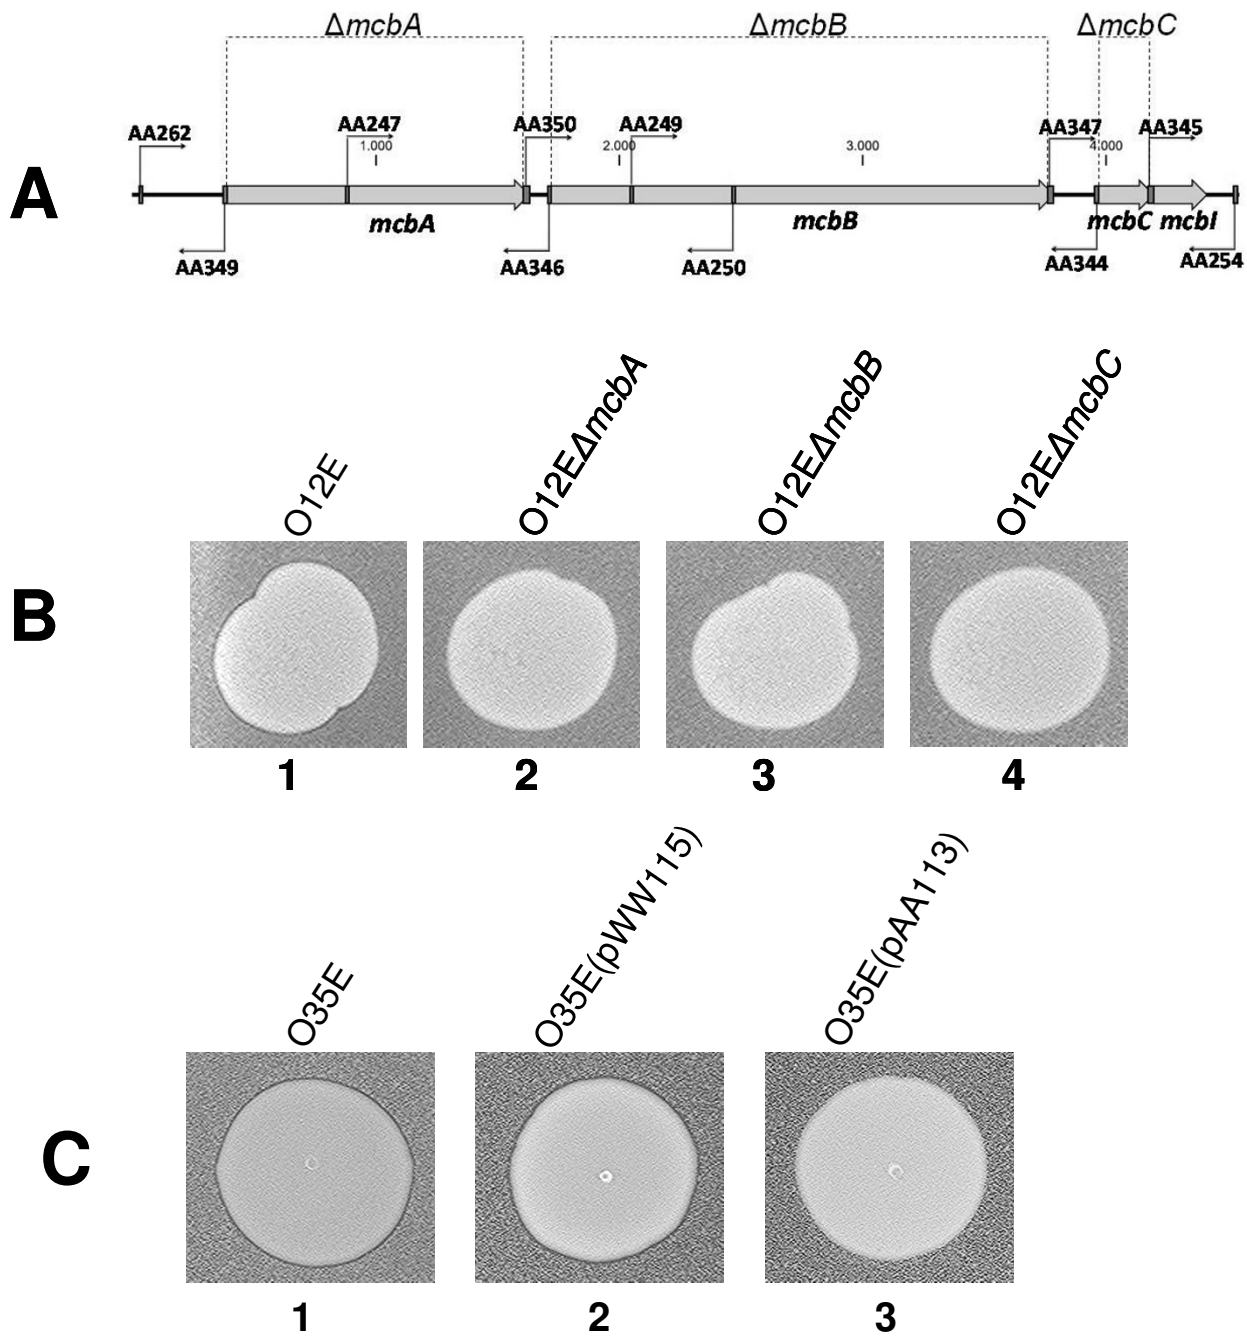 ΔmcbA ΔmcbB ΔmcbC
AA262 AA247 AA350 AA249 AA347 AA345
1.000 2.000 3.000 4.000
A
mcbA mcbB mcbC mcbI
AA349 AA346 AA250 AA344 AA254
O12E O12EΔmcbA O12EΔmcbB O12EΔmcbC
B
1 2 3 4
O35E O35E(pWW115) O35E(pAA113)
C
1 2 3